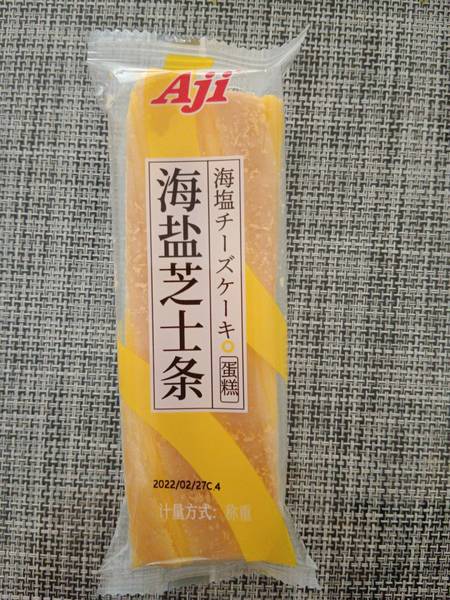 Aji
海塩チーズケーキ
蛋糕
海盐芝士条
2022/02/27C 4
计量方式：称重